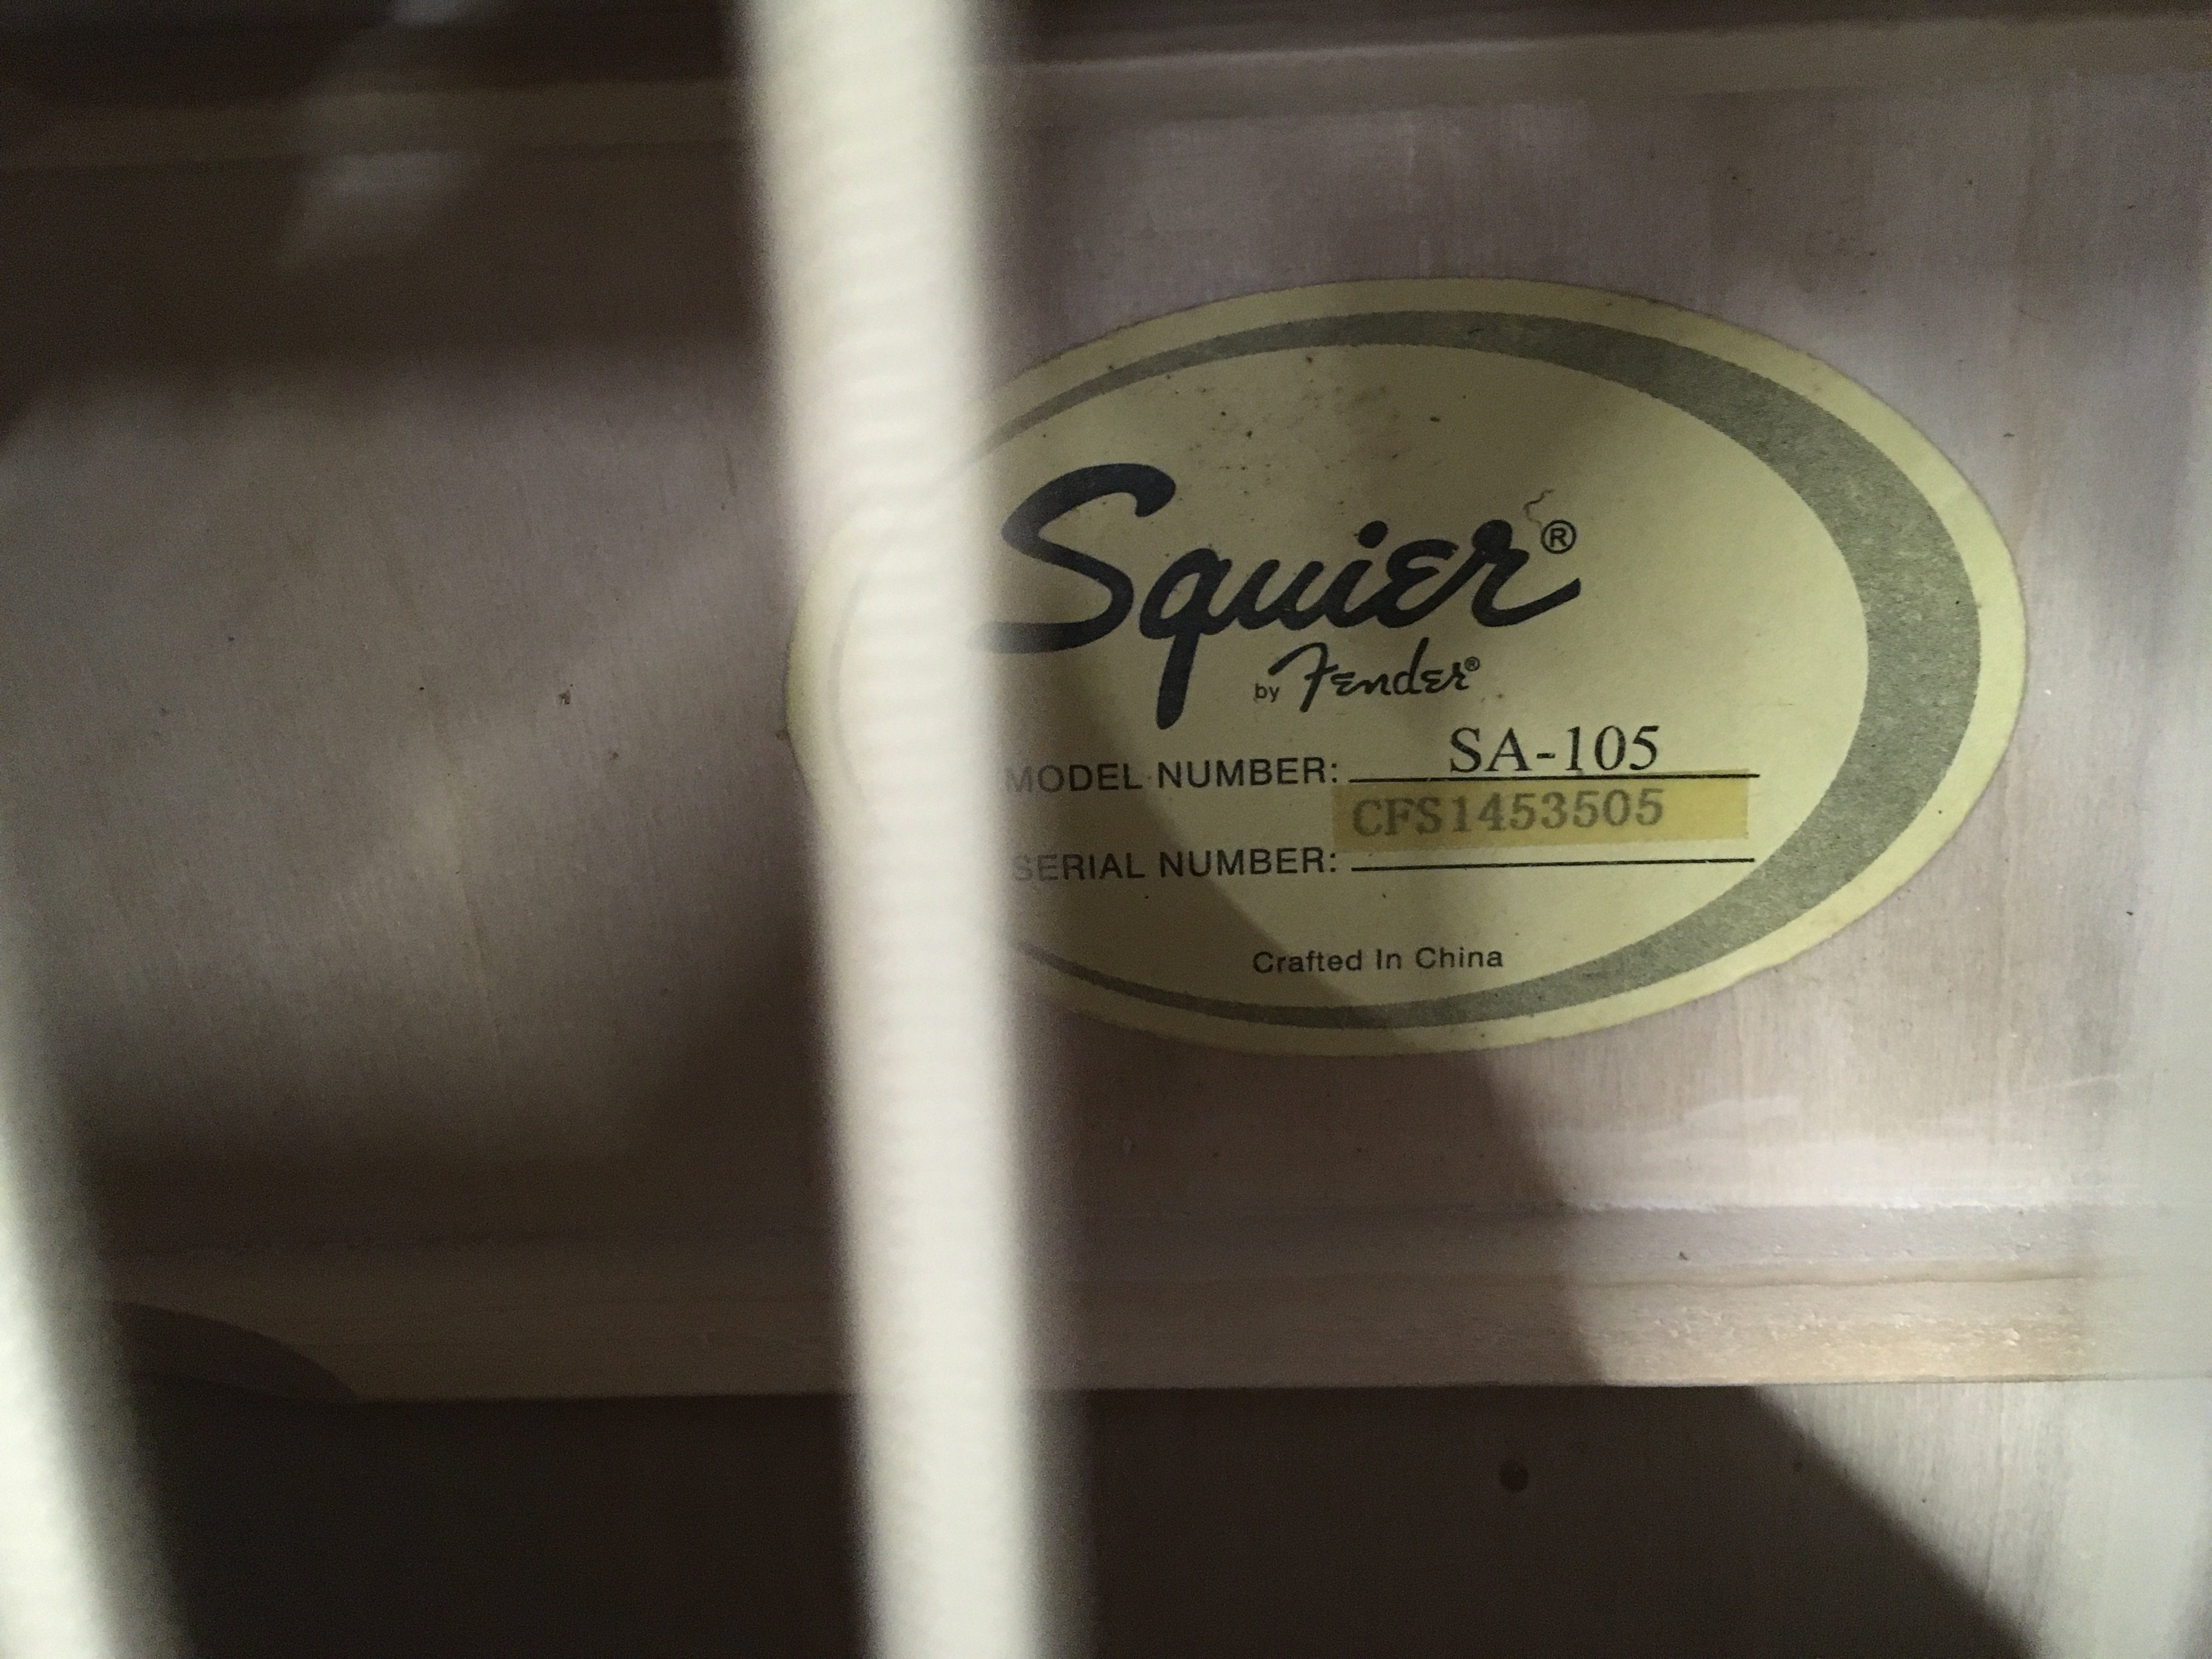 Squier®
by Fender®
MODEL NUMBER: SA-105
CFS1453505
SERIAL NUMBER:
Crafted In China